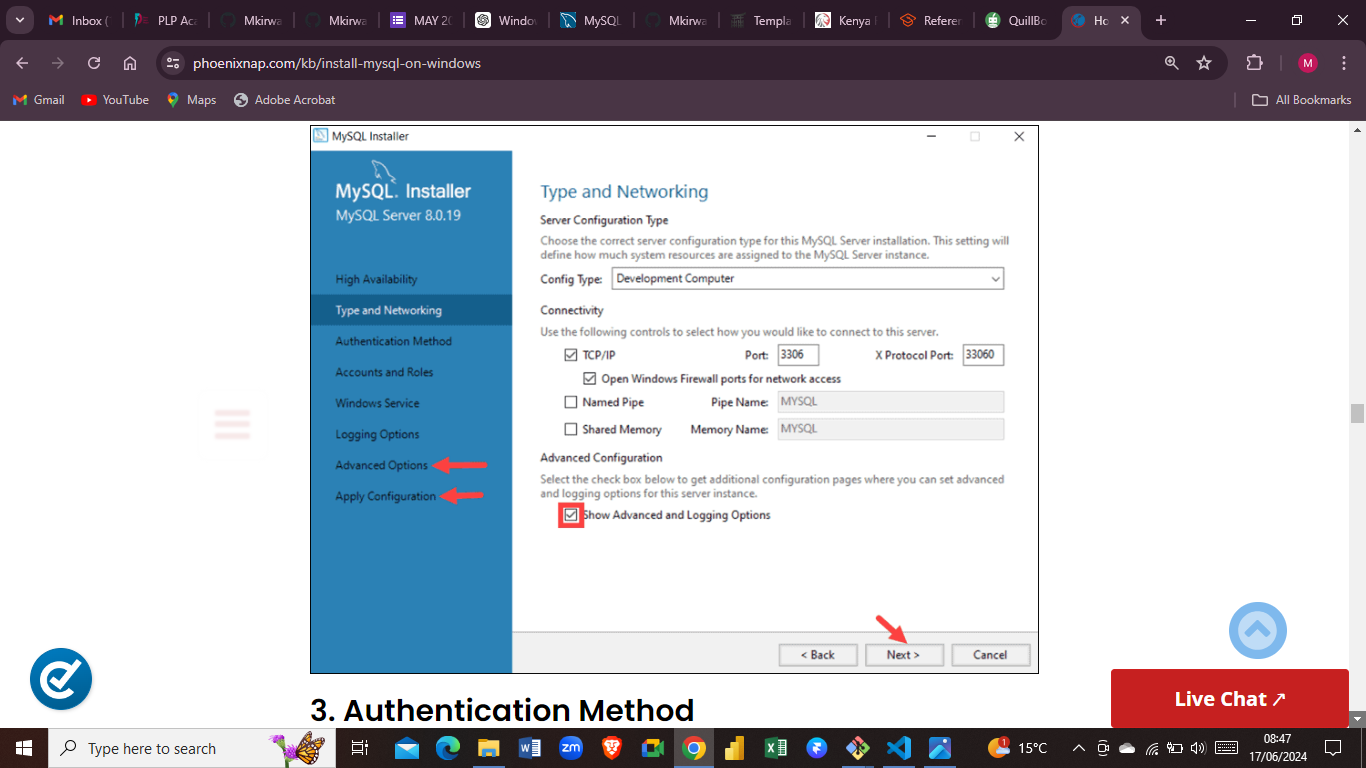 Inbox (
PLP Aca
Mkirwa
Mkirwa
MAY 20
Windov
MySQL
Mkirwa
Templa
Kenya
Referer
QuillBo
Ho
phoenixnap.com/kb/install-mysql-on-windows
M
Gmail
YouTube
Maps
Adobe Acrobat
All Bookmarks
MySQL Installer
MySQL. Installer
MySQL Server 8.0.19
High Availability
Type and Networking
Authentication Method
Accounts and Roles
Windows Service
Logging Options
Advanced Options
Apply Configuration
Type and Networking
Server Configuration Type
Choose the correct server configuration type for this MySQL Server installation. This setting will
define how much system resources are assigned to the MySQL Server instance.
Config Type: Development Computer
Connectivity
Use the following controls to select how you would like to connect to this server.
TCP/IP Port: 3306 X Protocol Port: 33060
Open Windows Firewall ports for network access
Named Pipe Pipe Name: MYSQL
Shared Memory Memory Name: MYSQL
Advanced Configuration
Select the check box below to get additional configuration pages where you can set advanced
and logging options for this server instance.
Show Advanced and Logging Options
< Back Next > Cancel
3. Authentication Method
Live Chat
Type here to search
zm
1
15°C
08:47
17/06/2024